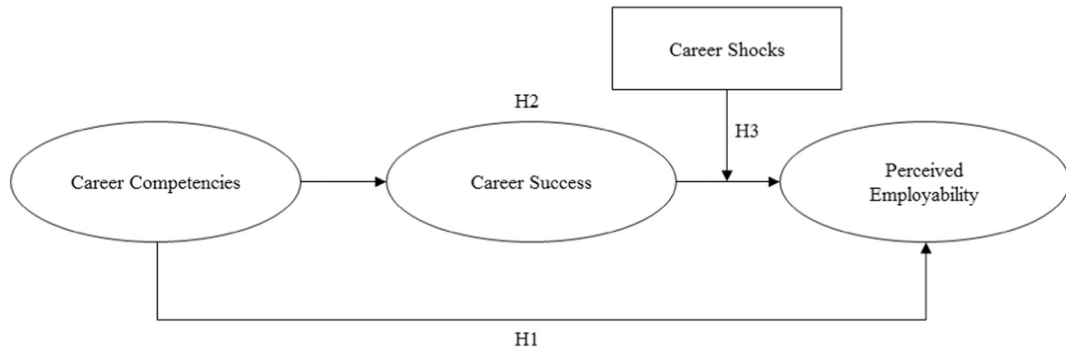 Career Shocks
H2
H3
Career Competencies
Career Success
Perceived
Employability
H1